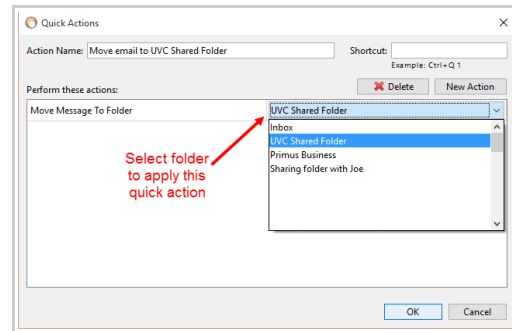 Quick Actions
Action Name: Move email to UVC Shared Folder Shortcut:
Example: Ctrl+Q 1
Perform these actions: Delete New Action
Move Message To Folder UVC Shared Folder
Inbox
UVC Shared Folder
Primus Business
Sharing folder with Joe
Select folder
to apply this
quick action
OK Cancel